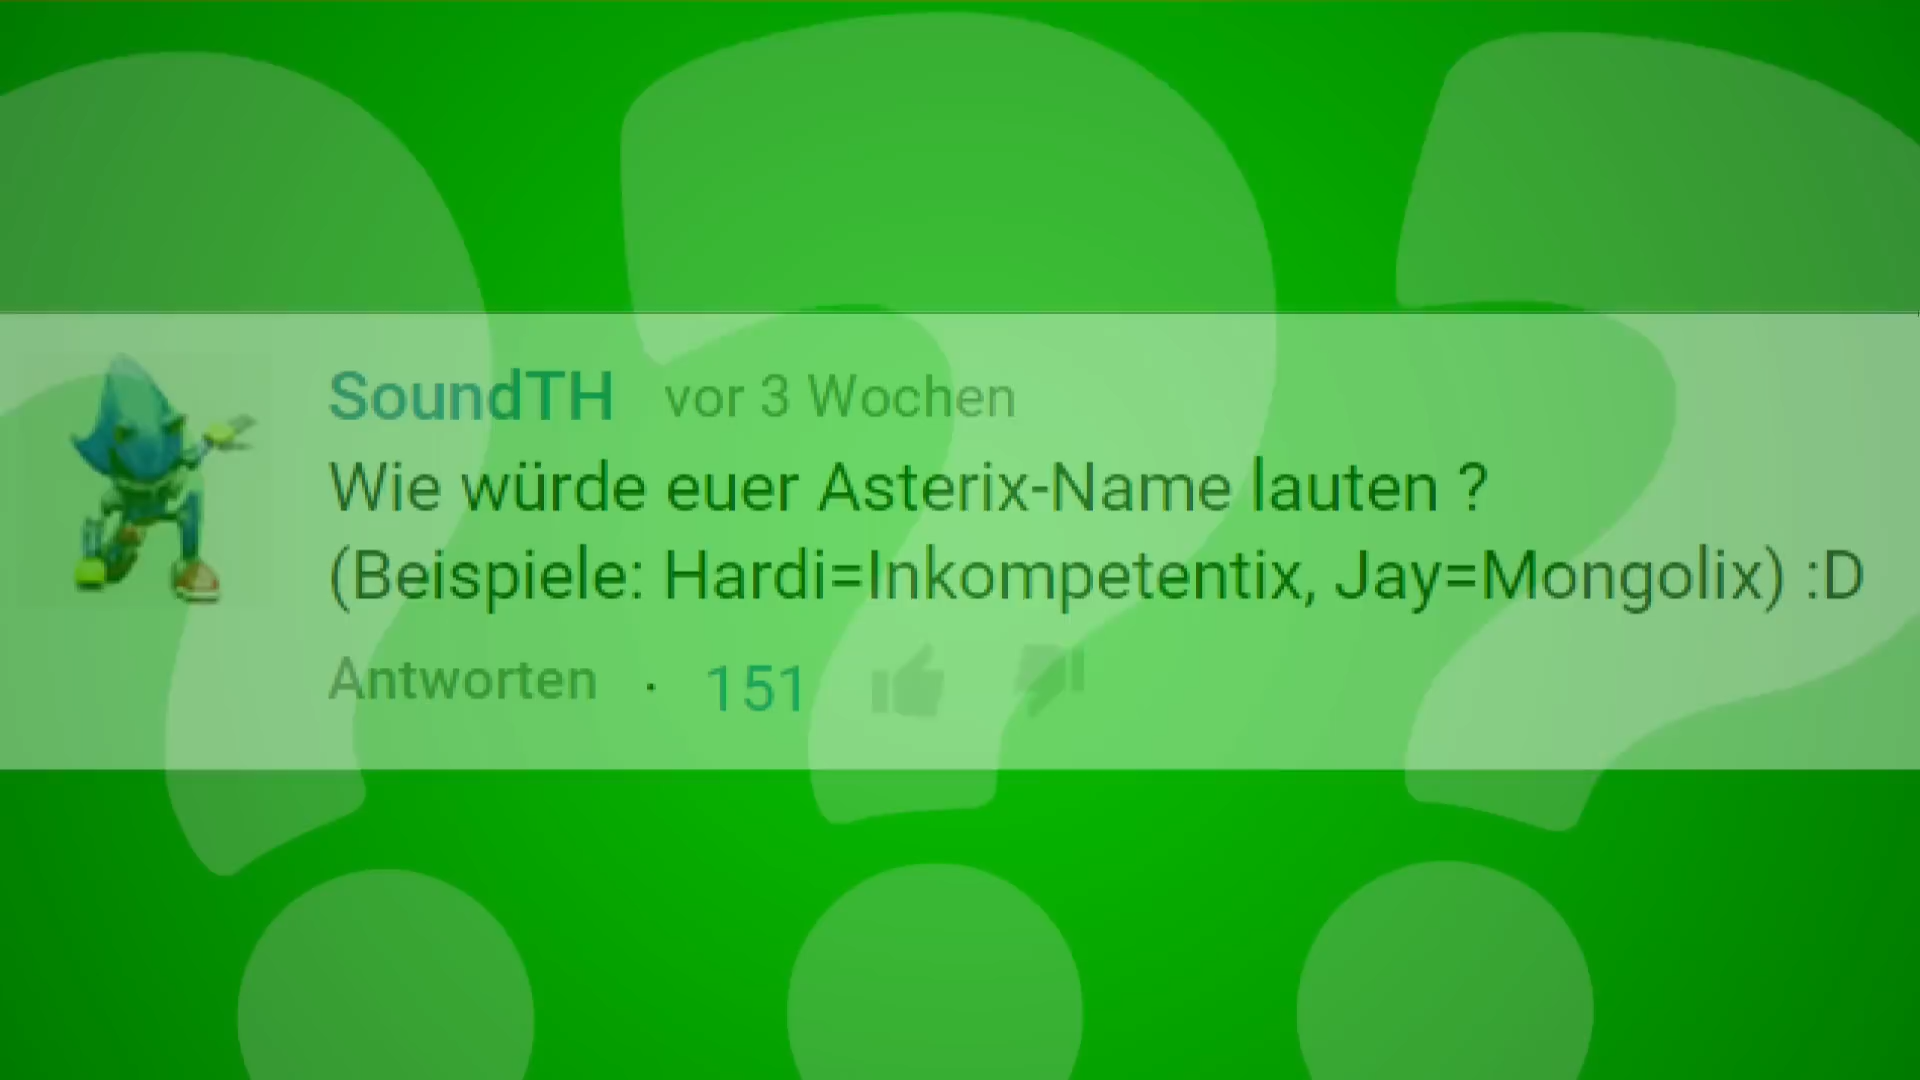 SoundTH vor 3 Wochen
Wie würde euer Asterix-Name lauten ?
(Beispiele: Hardi=Inkompetentix, Jay=Mongolix) :D
Antworten · 151